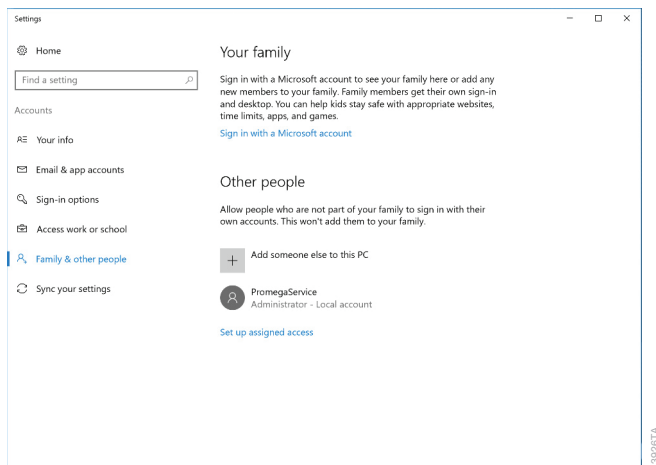 Settings
Home
Find a setting
Accounts
Your info
Email & app accounts
Sign-in options
Access work or school
Family & other people
Sync your settings
Your family
Sign in with a Microsoft account to see your family here or add any
new members to your family. Family members get their own sign-in
and desktop. You can help kids stay safe with appropriate websites,
time limits, apps, and games.
Sign in with a Microsoft account
Other people
Allow people who are not part of your family to sign in with their
own accounts. This won't add them to your family.
Add someone else to this PC
PromegaService
Administrator - Local account
Set up assigned access